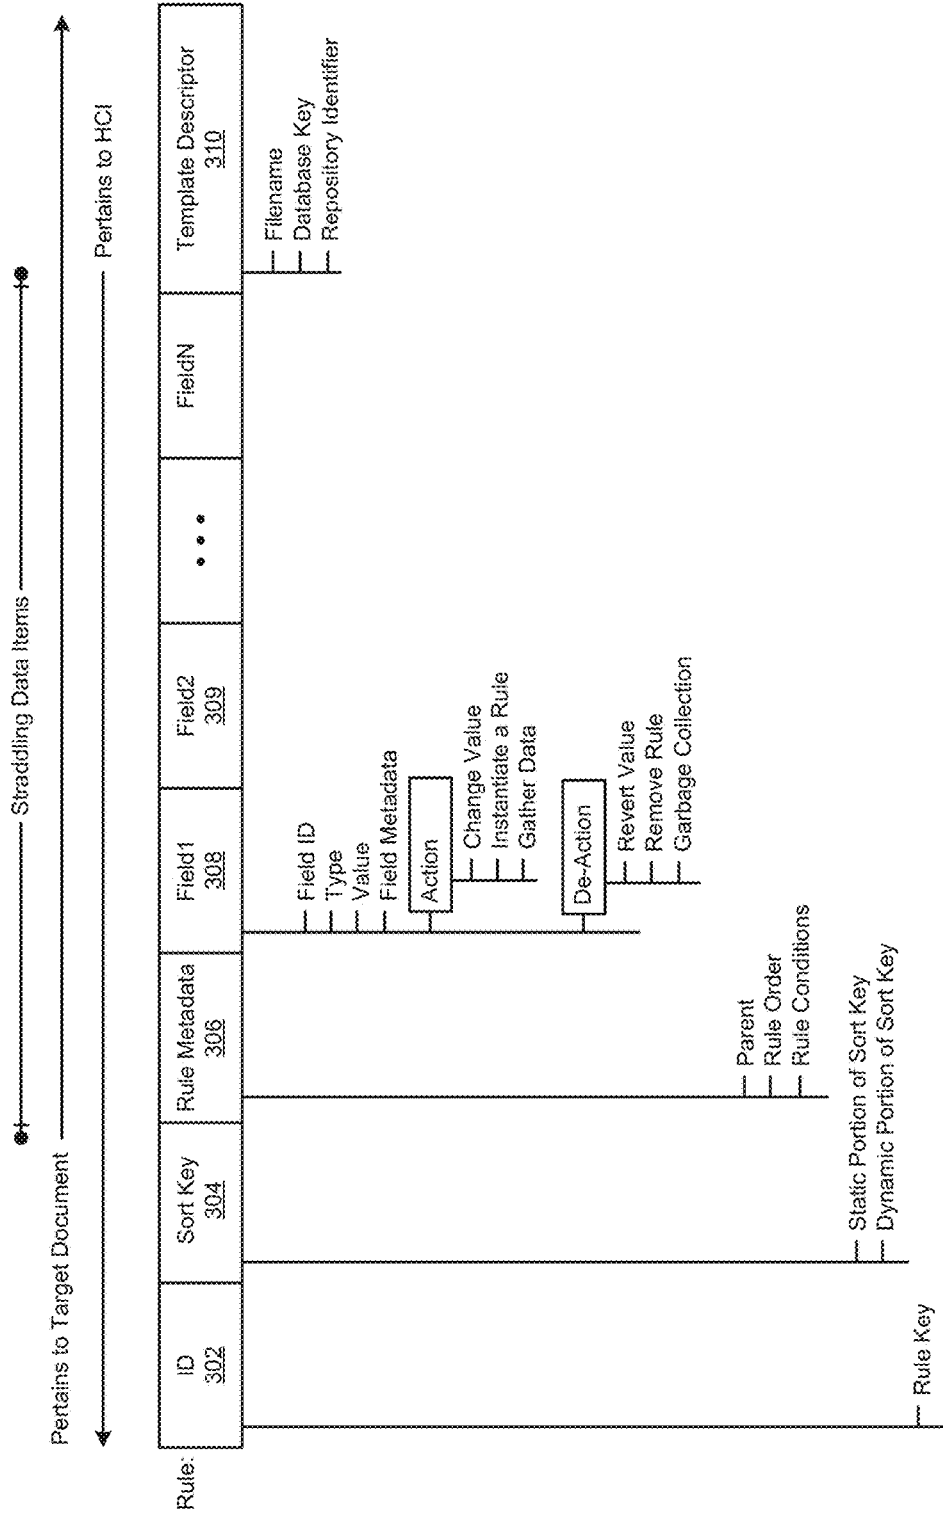 Straddling Data Items
Pertains to Target Document
Pertains to HCI
Rule:
ID
302
Sort Key
304
Rule Metadata
306
Field1
308
Field2
309
• • •
FieldN
Template Descriptor
310
Filename
Database Key
Repository Identifier
Field ID
Type
Value
Field Metadata
Action
Change Value
Instantiate a Rule
Gather Data
De-Action
Revert Value
Remove Rule
Garbage Collection
Parent
Rule Order
Rule Conditions
Static Portion of Sort Key
Dynamic Portion of Sort Key
Rule Key